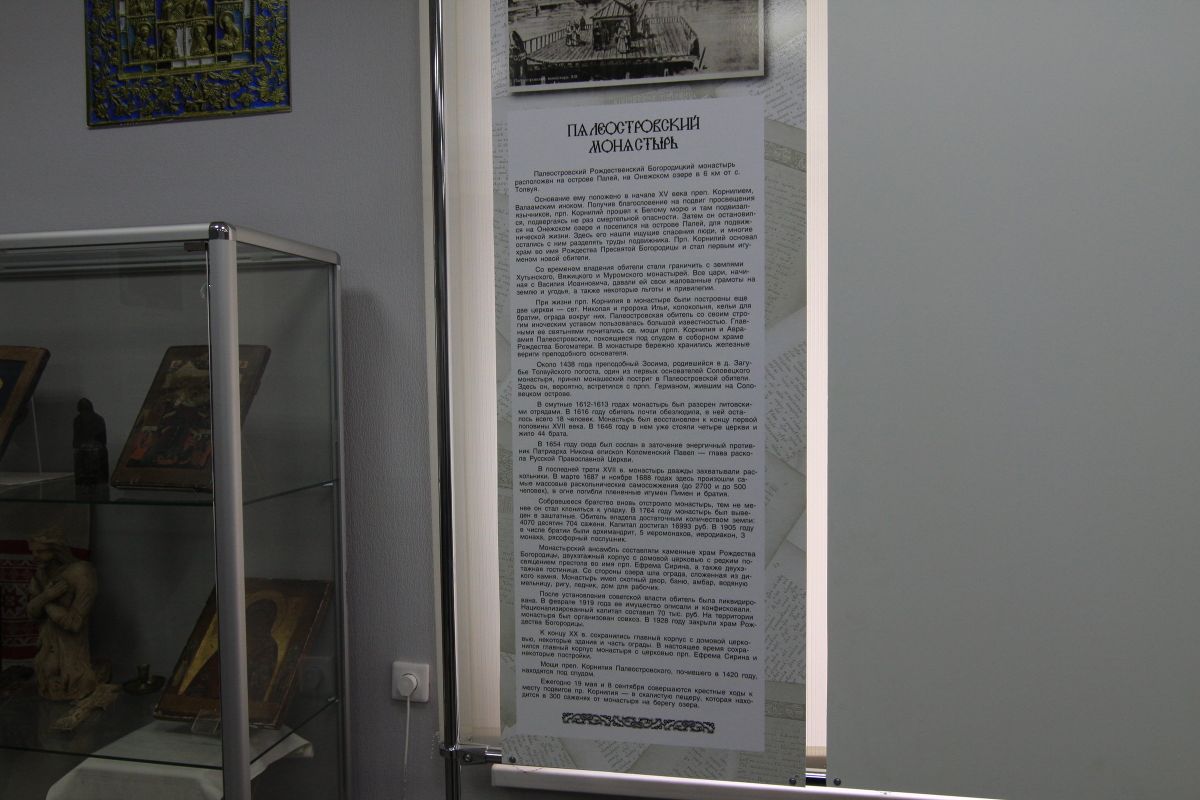 ПАЛЕОСТРОВСКИЙ
МОНАСТЫРЬ
Палеостровский Рождественский Богородицкий монастырь
расположен на острове Палей, на Онежском озере в 6 км от с.
Толвуя.
Основание ему положено в начале XV века преп. Корнилием,
Валаамским иноком. Получив благословение на подвиг просвещения
язычников, прп. Корнилий прошел к Белому морю и там подвизал-
ся, подвергаясь не раз смертельной опасности. Затем он остановил-
ся на Онежском озере и поселился на острове Палей, для подвиж-
нической жизни. Здесь его нашли ищущие спасения люди, и многие
остались с ним разделять труды подвижника. Прп. Корнилий основал
храм во имя Рождества Пресвятой Богородицы и стал первым игу-
меном новой обители.
Со временем владения обители стали граничить с землями
Хутынского, Вяжицкого и Муромского монастырей. Все цари, начи-
ная с Василия Иоанновича, давали ей свои жалованные грамоты на
землю и угодья, а также некоторые льготы и привилегии.
При жизни прп. Корнилия в монастыре были построены еще
две церкви — свт. Николая и пророка Ильи, колокольня, кельи для
братии, ограда вокруг них. Палеостровская обитель со своим стро-
гим иноческим уставом пользовалась большой известностью. Глав-
ными ее святынями почитались св. мощи прпп. Корнилия и Авра-
амия Палеостровских, покоящиеся под спудом в соборном храме
Рождества Богоматери. В монастыре бережно хранились железные
вериги преподобного основателя.
Около 1438 года преподобный Зосима, родившийся в д. Загу-
бье Толвуйского погоста, один из первых основателей Соловецкого
монастыря, принял монашеский постриг в Палеостровской обители.
Здесь он, вероятно, встретился с прпп. Германом, жившим на Соло-
вецком острове.
В смутные 1612-1613 годах монастырь был разорен литовски-
ми отрядами. В 1616 году обитель почти обезлюдила, в ней оста-
лось всего 18 человек. Монастырь был восстановлен к концу первой
половины XVII века. В 1646 году в нем уже стояли четыре церкви и
жило 44 брата.
В 1654 году сюда был сослан в заточение энергичный против-
ник Патриарха Никона епископ Коломенский Павел — глава раско-
ла Русской Православной Церкви.
В последней трети XVII в. монастырь дважды захватывали рас-
кольники. В марте 1687 и ноябре 1688 годах здесь произошли са-
мые массовые раскольнические самосожжения (до 2700 и до 500
человек), в огне погибли плененные игумен Пимен и братия.
Собравшееся братство вновь отстроило монастырь, тем не ме-
нее он стал клониться к упадку. В 1764 году монастырь был выве-
ден в заштатные. Обитель владела достаточным количеством земли:
4070 десятин 704 сажени. Капитал достигал 16993 руб. В 1905 году
в числе братии были архимандрит, 5 иеромонахов, иеродиакон, 3
монаха, рясофорный послушник.
Монастырский ансамбль составляли каменные храм Рождества
Богородицы, двухэтажный корпус с домовой церковью с редким по-
священием престола во имя прп. Ефрема Сирина, а также двухэ-
тажная гостиница. Со стороны озера шла ограда, сложенная из ди-
кого камня. Монастырь имел скотный двор, баню, амбар, водяную
мельницу, ригу, ледник, дом для рабочих.
После установления советской власти обитель была ликвидиро-
вана. В феврале 1919 года ее имущество описали и конфисковали.
Национализированный капитал составил 70 тыс. руб. На территории
монастыря был организован совхоз. В 1928 году закрыли храм Рож-
дества Богородицы.
К концу XX в. сохранились главный корпус с домовой церко-
вью, некоторые здания и часть ограды. В настоящее время сохра-
нился главный корпус монастыря с церковью прп. Ефрема Сирина и
некоторые постройки.
Мощи преп. Корнилия Палеостровского, почившего в 1420 году,
находятся под спудом.
Ежегодно 19 мая и 8 сентября совершаются крестные ходы к
месту подвигов пр. Корнилия — в скалистую пещеру, которая нахо-
дится в 300 саженях от монастыря на берегу озера.